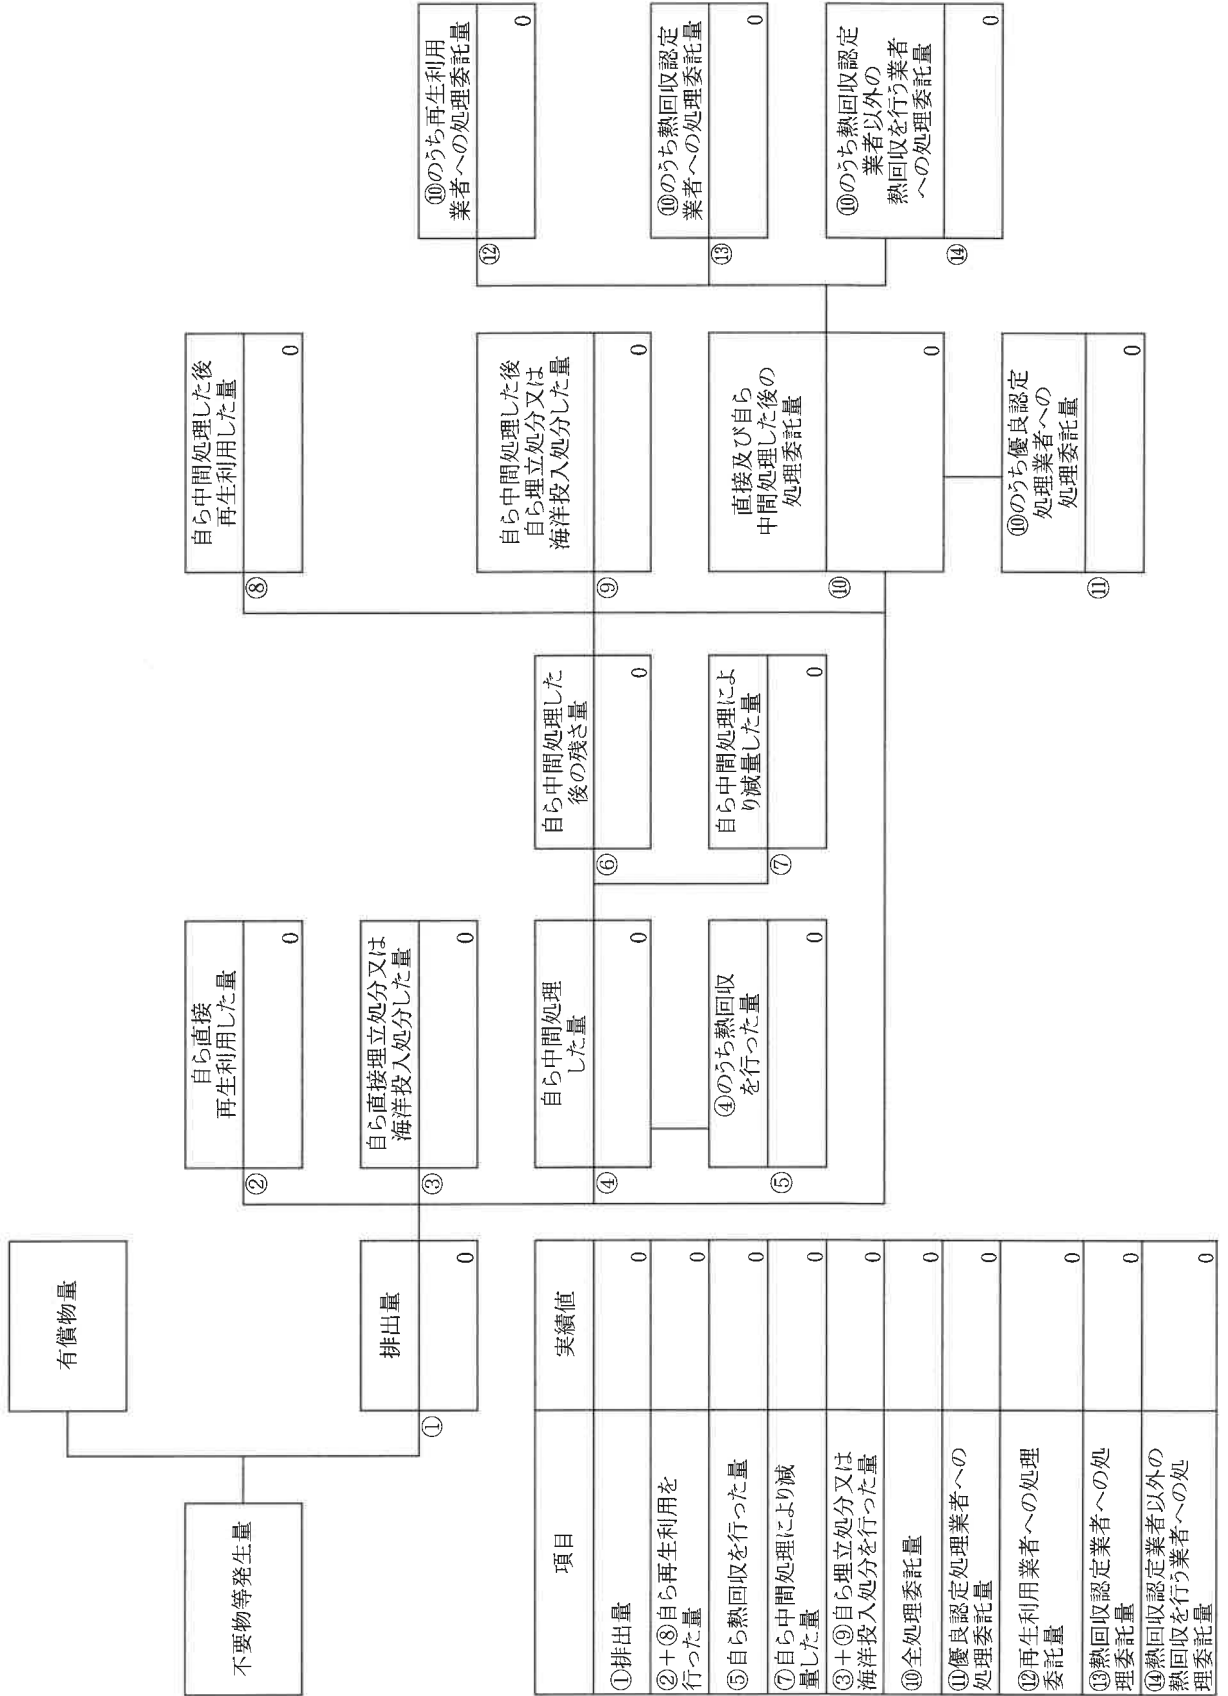 不要物等発生量
有償物量
①
排出量
0
②
自ら直接
再生利用した量
0
③
自ら直接埋立処分又は
海洋投入処分した量
0
④
自ら中間処理
した量
0
⑤
④のうち熱回収
を行った量
0
⑥
自ら中間処理した
後の残さ量
0
⑦
自ら中間処理によ
り減量した量
0
⑧
自ら中間処理した後
再生利用した量
0
⑨
自ら中間処理した後
自ら埋立処分又は
海洋投入処分した量
0
⑩
直接及び自ら
中間処理した後の
処理委託量
0
⑪
⑩のうち優良認定
処理業者への
処理委託量
0
⑫
⑩のうち再生利用
業者への処理委託量
0
⑬
⑩のうち熱回収認定
業者への処理委託量
0
⑭
⑩のうち熱回収認定
業者以外の
熱回収を行う業者
への処理委託量
0
項目
実績値
①排出量
0
②+⑧自ら再生利用を
行った量
0
⑤自ら熱回収を行った量
0
⑦自ら中間処理により減
量した量
0
③+⑨自ら埋立処分又は
海洋投入処分を行った量
0
⑩全処理委託量
0
⑪優良認定処理業者への
処理委託量
0
⑫再生利用業者への処理
委託量
0
⑬熱回収認定業者への処
理委託量
0
⑭熱回収認定業者以外の
熱回収を行う業者への処
理委託量
0